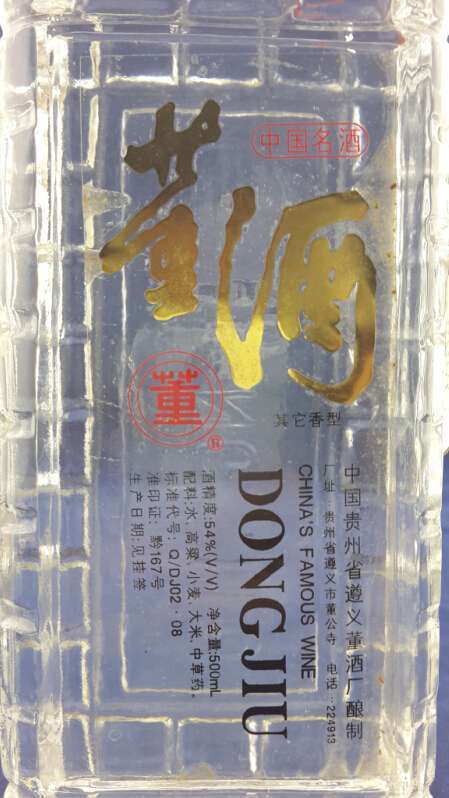 中国名酒
董酒
董®
其它香型
中国贵州省遵义董酒厂酿制
厂址:贵州省遵义市董公寺 电话:224913
CHINA'S FAMOUS WINE
DONG JIU
酒精度:54%(V/V) 净含量:500mL
配料:水、高粱、小麦、大米、中草药。
标准代号:Q/DJ02·08
准印证:黔167号
生产日期:见挂签